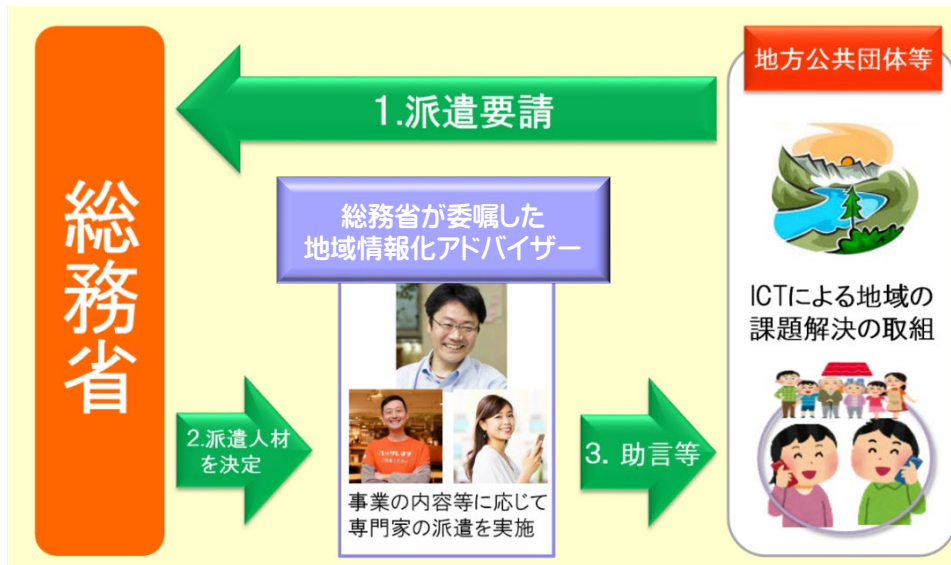 総務省
1.派遣要請
地方公共団体等
総務省が委嘱した
地域情報化アドバイザー
ICTによる地域の
課題解決の取組
2.派遣人材
を決定
3. 助言等
事業の内容等に応じて
専門家の派遣を実施